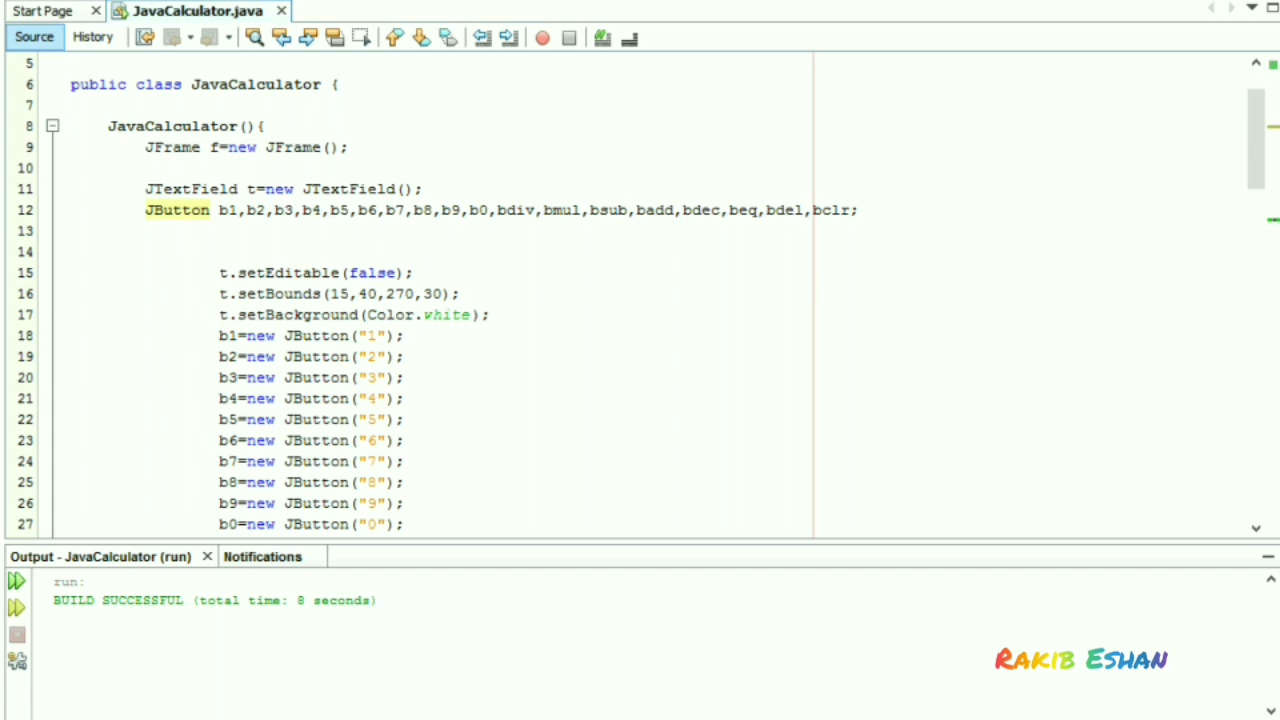 Start Page
JavaCalculator.java
Source History
5
6 public class JavaCalculator {
7
8 JavaCalculator(){
9 JFrame f=new JFrame();
10
11 JTextField t=new JTextField();
12 JButton b1,b2,b3,b4,b5,b6,b7,b8,b9,b0,bdiv,bmul,bsub,badd,bdec,beq,bdel,bclr;
13
14
15 t.setEditable(false);
16 t.setBounds(15,40,270,30);
17 t.setBackground(Color.white);
18 b1=new JButton("1");
19 b2=new JButton("2");
20 b3=new JButton("3");
21 b4=new JButton("4");
22 b5=new JButton("5");
23 b6=new JButton("6");
24 b7=new JButton("7");
25 b8=new JButton("8");
26 b9=new JButton("9");
27 b0=new JButton("0");
Output - JavaCalculator (run) Notifications
run:
BUILD SUCCESSFUL (total time: 8 seconds)
Rakib Eshan